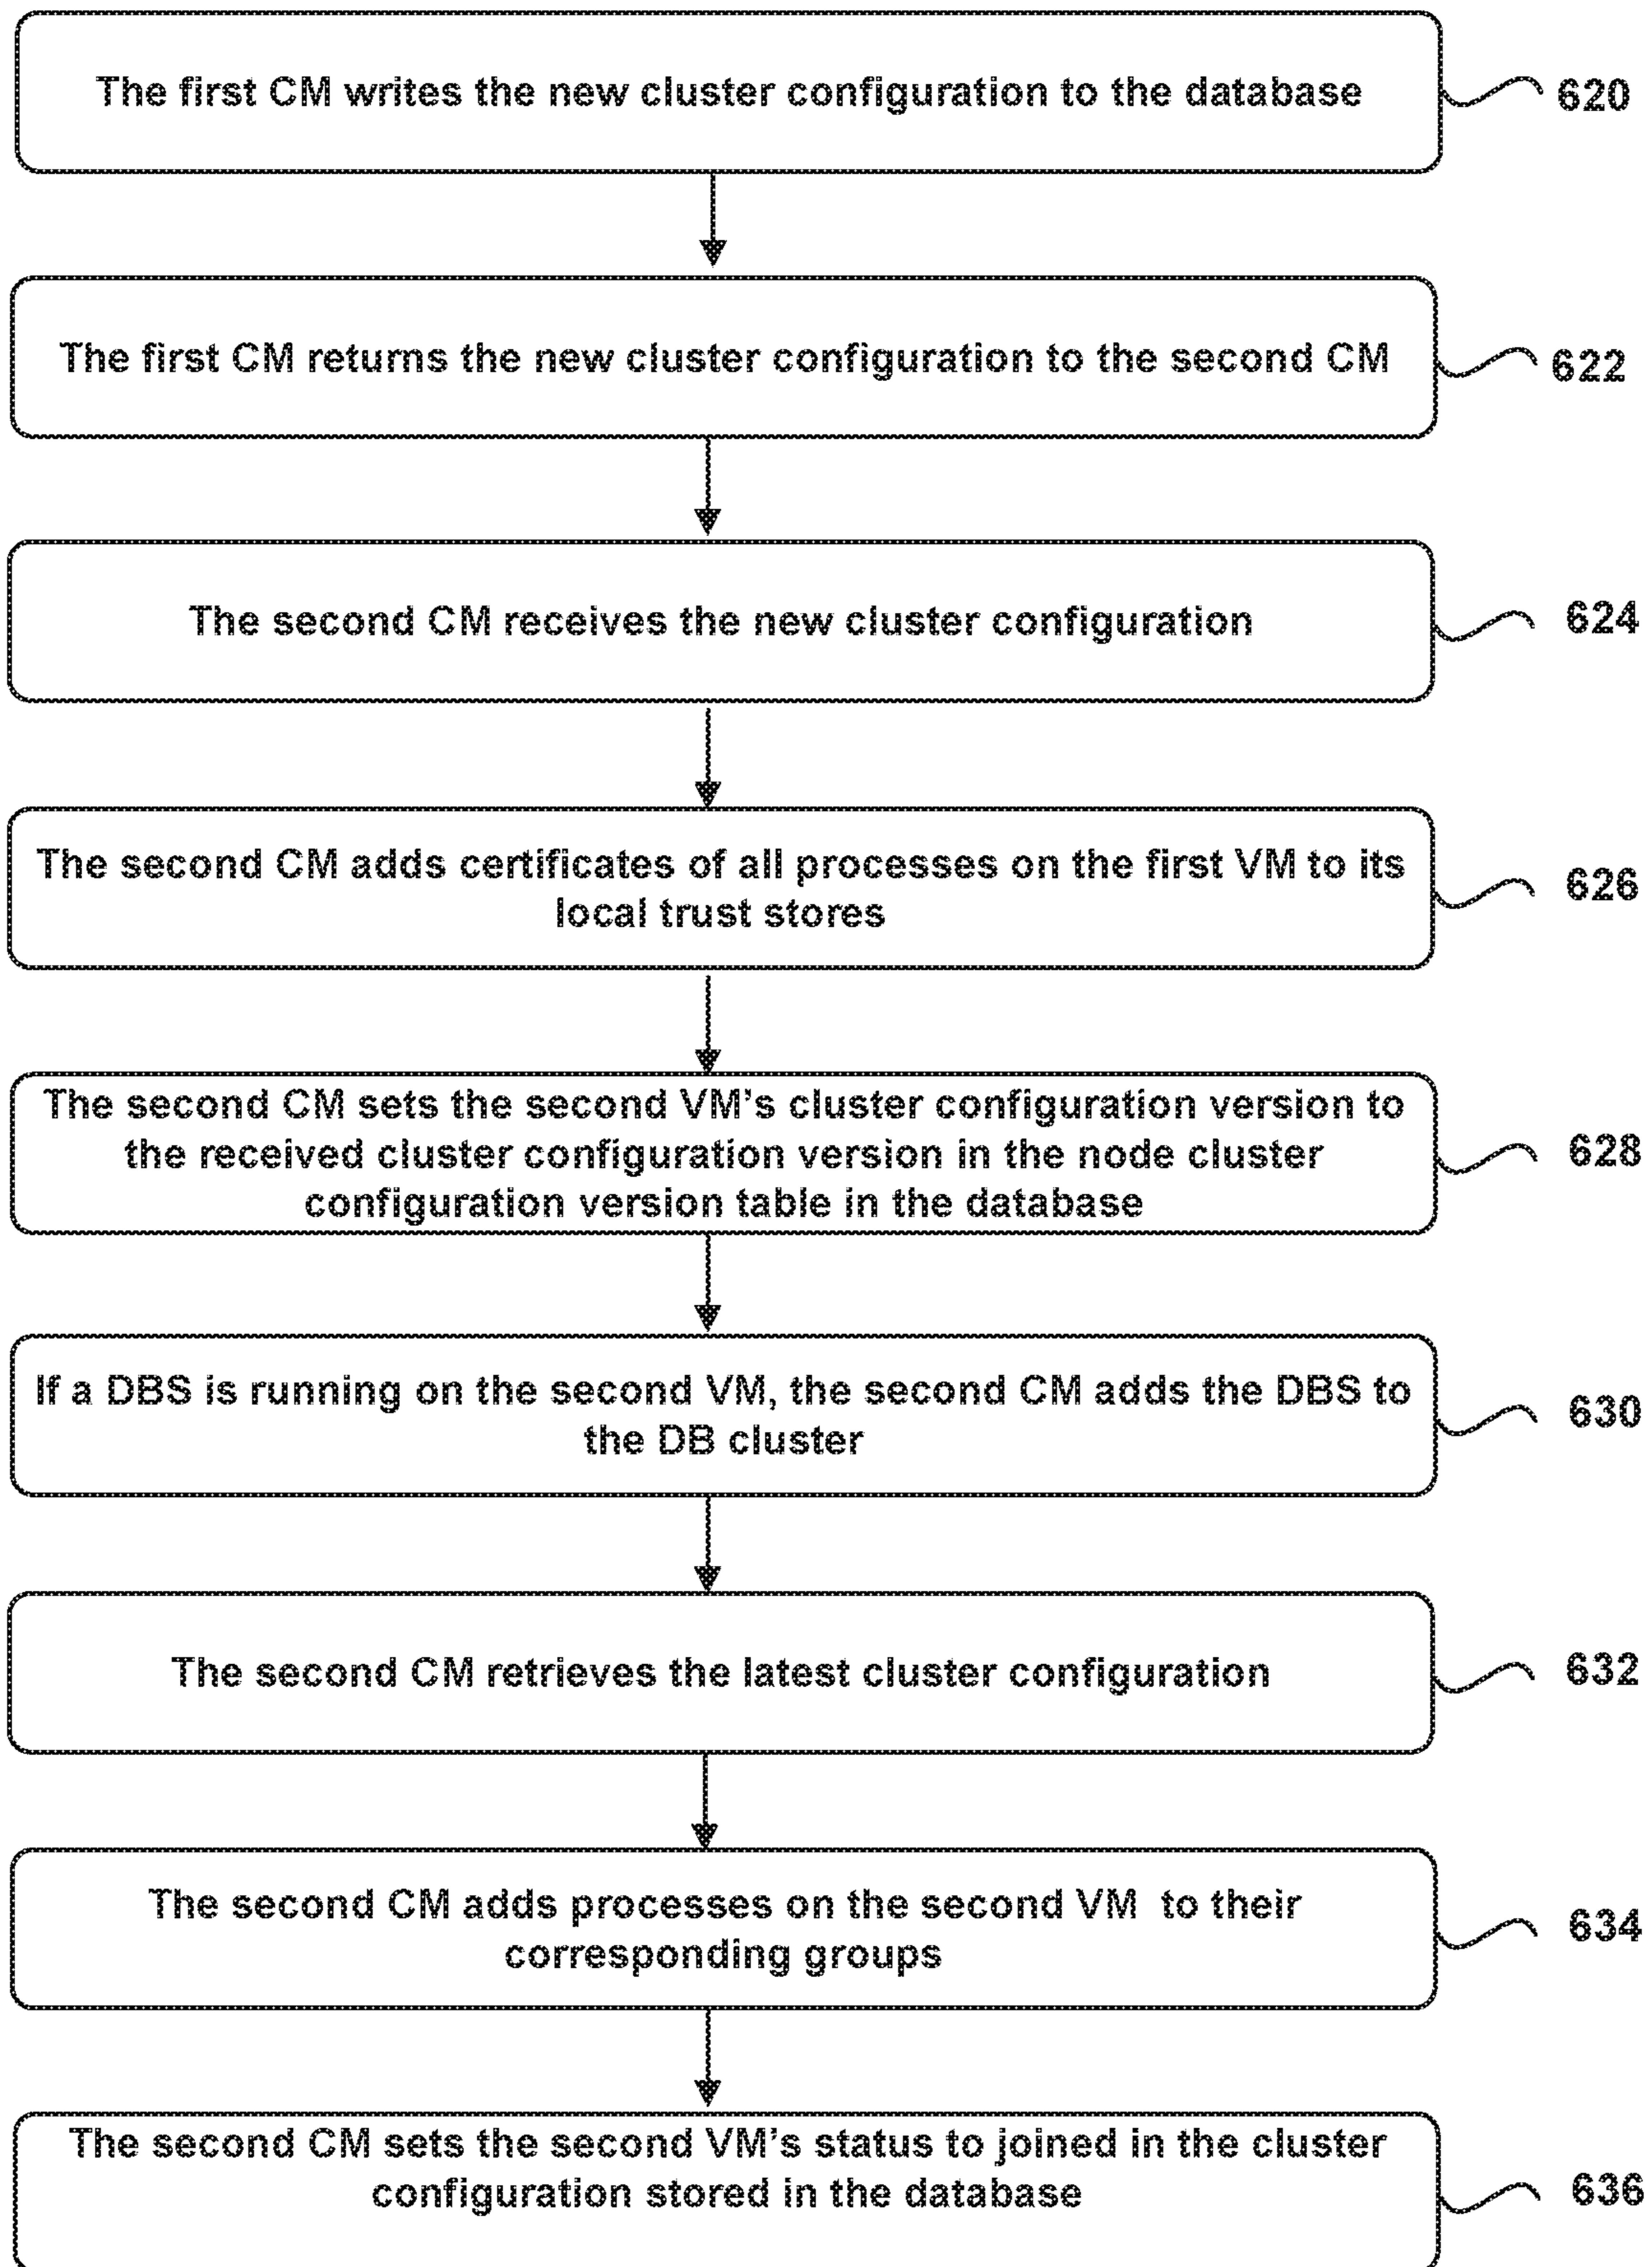 The first CM writes the new cluster configuration to the database
620
The first CM returns the new cluster configuration to the second CM
622
The second CM receives the new cluster configuration
624
The second CM adds certificates of all processes on the first VM to its
local trust stores
626
The second CM sets the second VM's cluster configuration version to
the received cluster configuration version in the node cluster
configuration version table in the database
628
If a DBS is running on the second VM, the second CM adds the DBS to
the DB cluster
630
The second CM retrieves the latest cluster configuration
632
The second CM adds processes on the second VM to their
corresponding groups
634
The second CM sets the second VM's status to joined in the cluster
configuration stored in the database
636